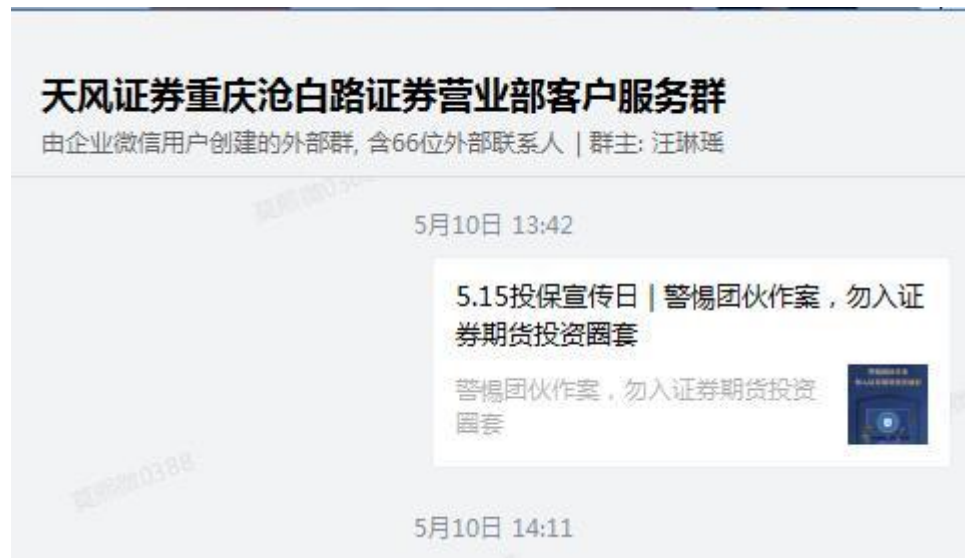 天风证券重庆沧白路证券营业部客户服务群
由企业微信用户创建的外部群, 含66位外部联系人 | 群主: 汪琳瑶
5月10日 13:42
5.15投保宣传日 | 警惕团伙作案，勿入证
券期货投资圈套
警惕团伙作案，勿入证券期货投资
圈套
5月10日 14:11